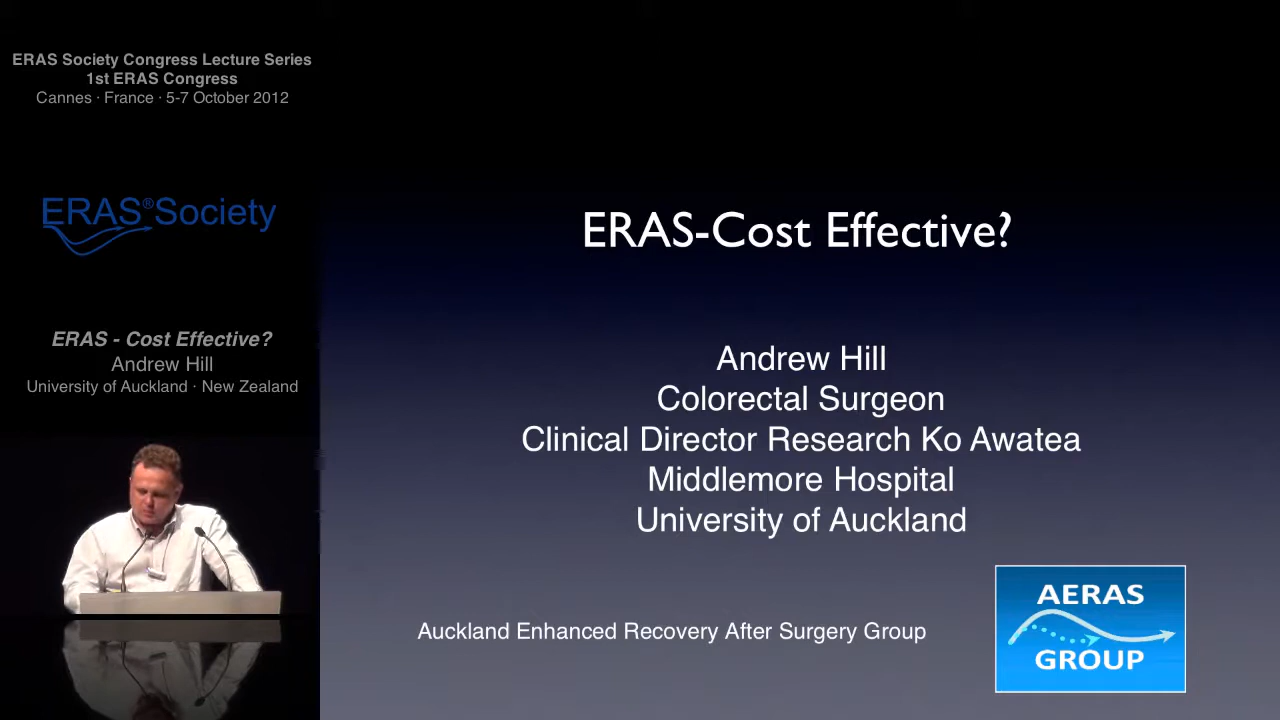 ERAS Society Congress Lecture Series
1st ERAS Congress
Cannes · France · 5-7 October 2012
ERAS®Society
ERAS - Cost Effective?
Andrew Hill
University of Auckland · New Zealand
ERAS-Cost Effective?
Andrew Hill
Colorectal Surgeon
Clinical Director Research Ko Awatea
Middlemore Hospital
University of Auckland
Auckland Enhanced Recovery After Surgery Group
AERAS
GROUP